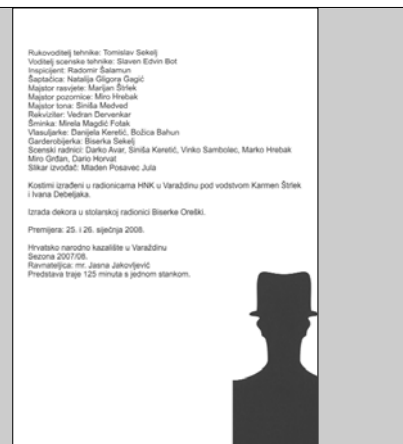 Rukovoditelj tehnike: Tomislav Sekelj
Voditelj scenske tehnike: Slaven Edvin Bot
Inspicijent: Radomir Šalamun
Šaptačica: Natalija Gligora Gagić
Majstor rasvjete: Marijan Štrlek
Majstor pozornice: Miro Hrebak
Majstor tona: Siniša Medved
Rekviziter: Vedran Dervenkar
Šminka: Mirela Magdić Fotak
Vlasuljarke: Danijela Keretić, Božica Bahun
Garderobijerka: Biserka Sekelj
Scenski radnici: Darko Avar, Siniša Keretić, Vinko Sambolec, Marko Hrebak
Miro Grđan, Dario Horvat
Slikar izvođač: Mladen Posavec Jula
Kostimi izrađeni u radionicama HNK u Varaždinu pod vodstvom Karmen Štrlek
i Ivana Debeljaka.
Izrada dekora u stolarskoj radionici Biserke Oreški.
Premijera: 25. i 26. siječnja 2008.
Hrvatsko narodno kazalište u Varaždinu
Sezona 2007/08.
Ravnateljica: mr. Jasna Jakovljević
Predstava traje 125 minuta s jednom stankom.